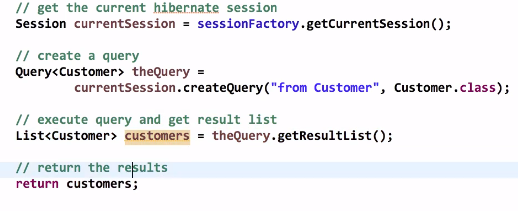 // get the current hibernate session
Session currentSession = sessionFactory.getCurrentSession();
// create a query
Query<Customer> theQuery =
currentSession.createQuery("from Customer", Customer.class);
// execute query and get result list
List<Customer> customers = theQuery.getResultList();
// return the results
return customers;